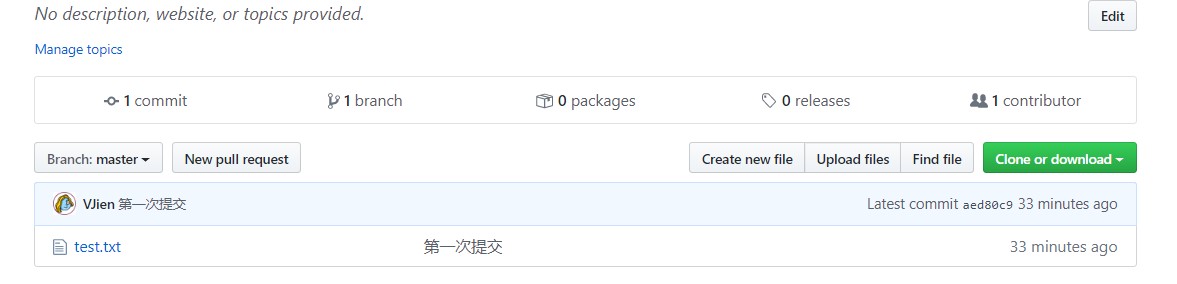 No description, website, or topics provided.
Edit
Manage topics
1 commit
1 branch
0 packages
0 releases
1 contributor
Branch: master
New pull request
Create new file
Upload files
Find file
Clone or download
VJien 第一次提交
Latest commit aed80c9 33 minutes ago
test.txt
第一次提交
33 minutes ago